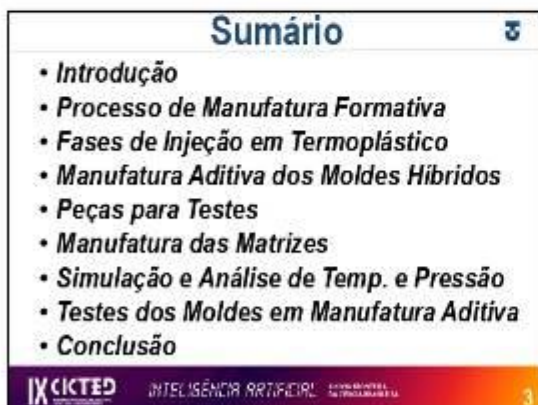 Sumário
• Introdução
• Processo de Manufatura Formativa
• Fases de Injeção em Termoplástico
• Manufatura Aditiva dos Moldes Híbridos
• Peças para Testes
• Manufatura das Matrizes
• Simulação e Análise de Temp. e Pressão
• Testes dos Moldes em Manufatura Aditiva
• Conclusão
IX CICTED
INTELIGÊNCIA ARTIFICIAL
3